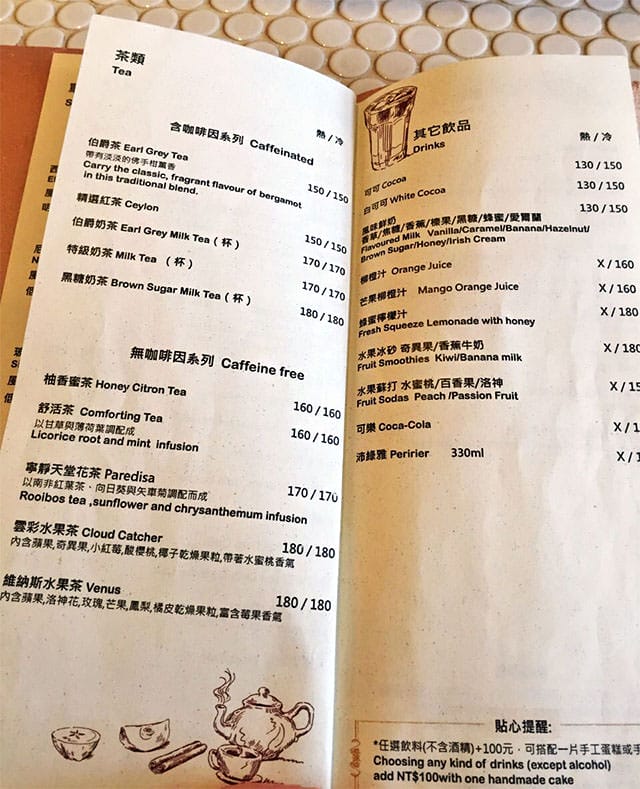 茶類
Tea
含咖啡因系列 Caffeinated
熱 / 冷
伯爵茶 Earl Grey Tea
帶有淡淡的佛手柑薰香
Carry the classic, fragrant flavour of bergamot
in this traditional blend.
150 / 150
精選紅茶 Ceylon
150 / 150
伯爵奶茶 Earl Grey Milk Tea ( 杯 )
170 / 170
特級奶茶 Milk Tea ( 杯 )
170 / 170
黑糖奶茶 Brown Sugar Milk Tea ( 杯 )
180 / 180
無咖啡因系列 Caffeine free
柚香蜜茶 Honey Citron Tea
160 / 160
舒活茶 Comforting Tea
160 / 160
以甘草與薄荷葉調配成
Licorice root and mint infusion
寧靜天堂花茶 Paredisa
170 / 170
以南非紅葉茶、向日葵與矢車菊調配而成
Rooibos tea ,sunflower and chrysanthemum infusion
雲彩水果茶 Cloud Catcher
180 / 180
內含蘋果,奇異果,小紅莓,酸櫻桃,椰子乾燥果粒,帶著水蜜桃香氣
維納斯水果茶 Venus
180 / 180
內含蘋果,洛神花,玫瑰,芒果,鳳梨,橘皮乾燥果粒,富含莓果香氣
其它飲品
Drinks
熱 / 冷
可可 Cocoa
130 / 150
白可可 White Cocoa
130 / 150
風味鮮奶
130 / 150
香草/焦糖/香蕉/榛果/黑糖/蜂蜜/愛爾蘭
Flavoured Milk Vanilla/Caramel/Banana/Hazelnut/
Brown Sugar/Honey/Irish Cream
柳橙汁 Orange Juice
X / 160
芒果柳橙汁 Mango Orange Juice
X / 160
蜂蜜檸檬汁
X / 180
Fresh Squeeze Lemonade with honey
水果冰砂 奇異果/香蕉牛奶
X / 180
Fruit Smoothies Kiwi/Banana milk
水果蘇打 水蜜桃/百香果/洛神
X / 15
Fruit Sodas Peach /Passion Fruit
可樂 Coca-Cola
X / 1
沛綠雅 Peririer 330ml
X / 1
貼心提醒:
*任選飲料(不含酒精)+100元，可搭配一片手工蛋糕或手
Choosing any kind of drinks (except alcohol)
add NT$100with one handmade cake